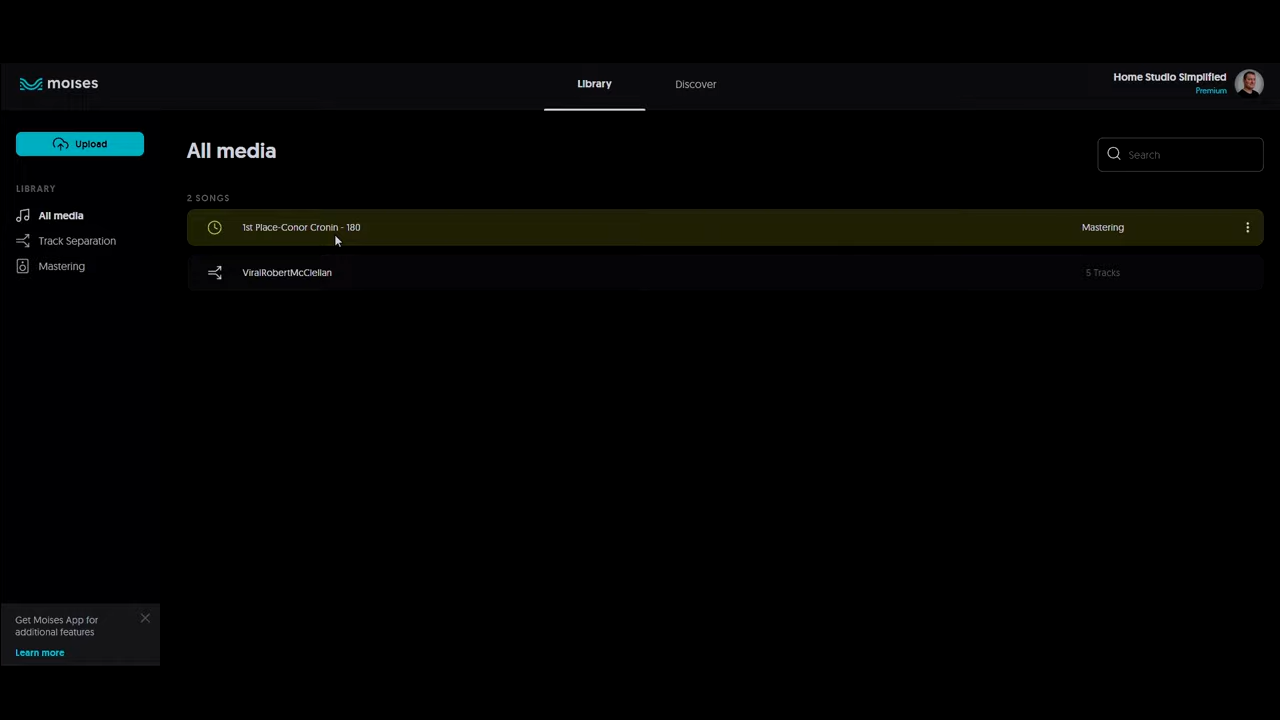 moises
Library
Discover
Home Studio Simplified
Premium
Upload
All media
Search
LIBRARY
2 SONGS
All media
1st Place-Conor Cronin - 180
Mastering
Track Separation
Mastering
ViralRobertMcClellan
5 Tracks
Get Moises App for
additional features
Learn more